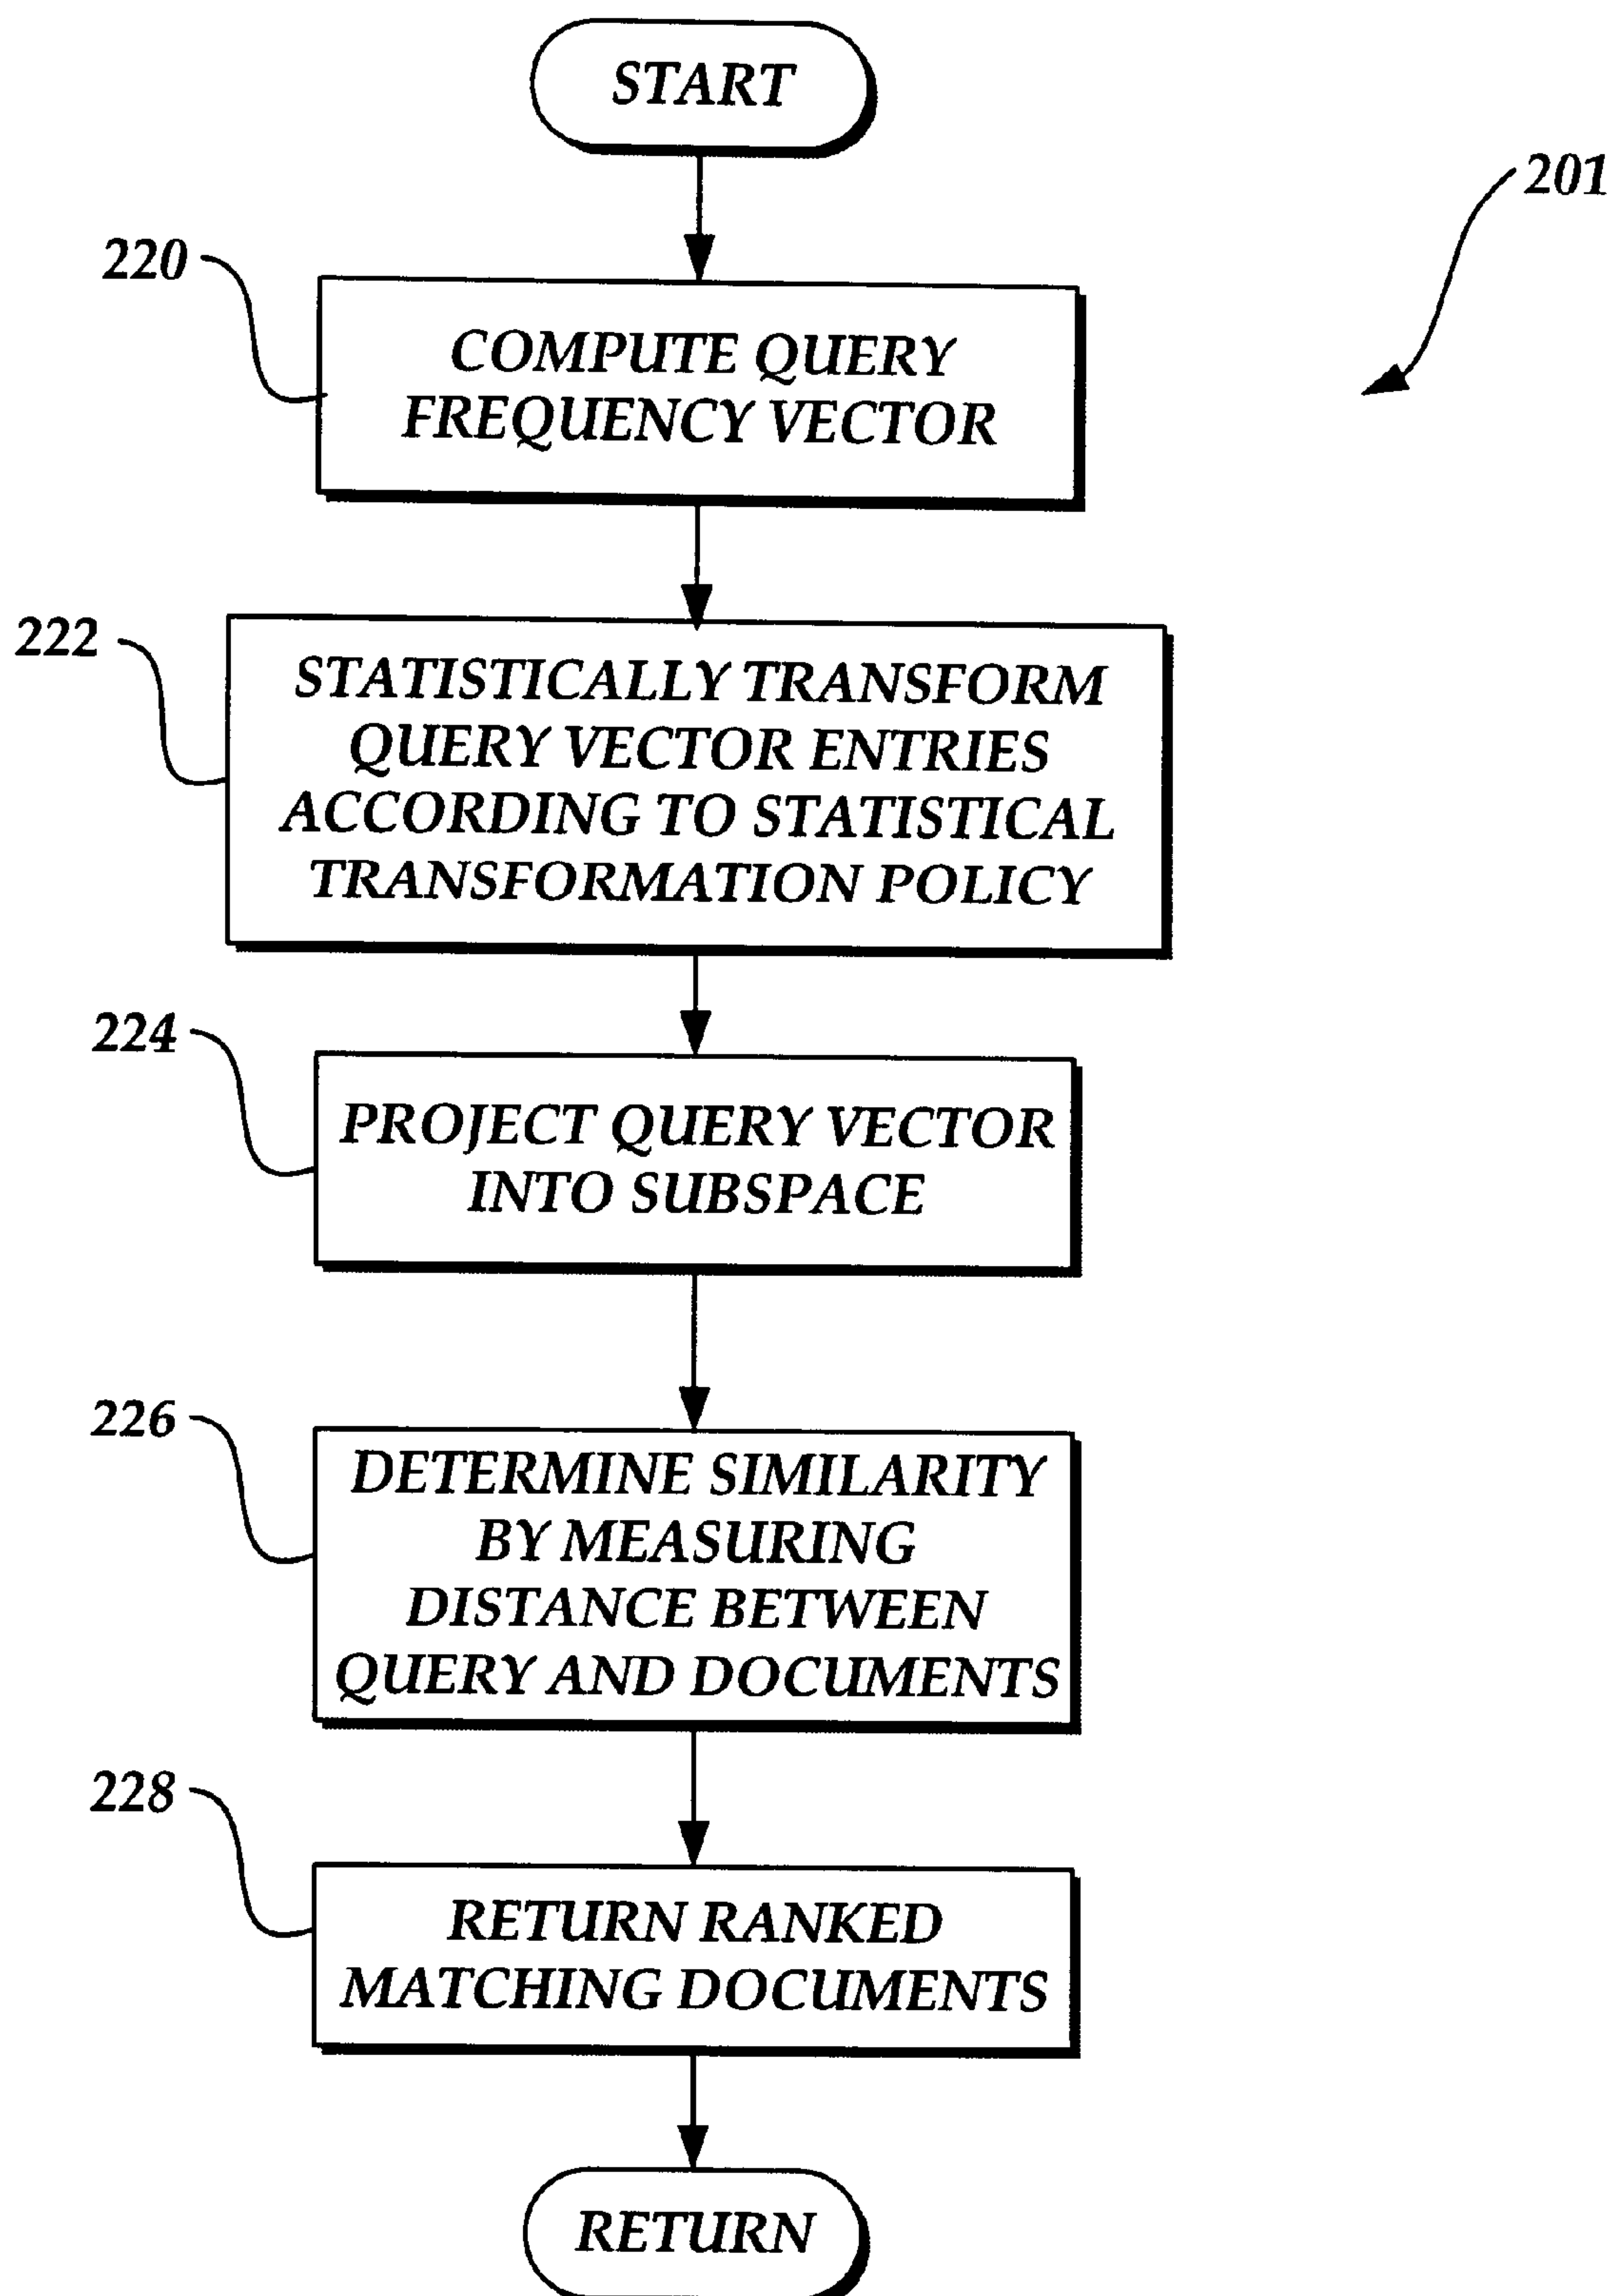 START
201
220
COMPUTE QUERY
FREQUENCY VECTOR
222
STATISTICALLY TRANSFORM
QUERY VECTOR ENTRIES
ACCORDING TO STATISTICAL
TRANSFORMATION POLICY
224
PROJECT QUERY VECTOR
INTO SUBSPACE
226
DETERMINE SIMILARITY
BY MEASURING
DISTANCE BETWEEN
QUERY AND DOCUMENTS
228
RETURN RANKED
MATCHING DOCUMENTS
RETURN